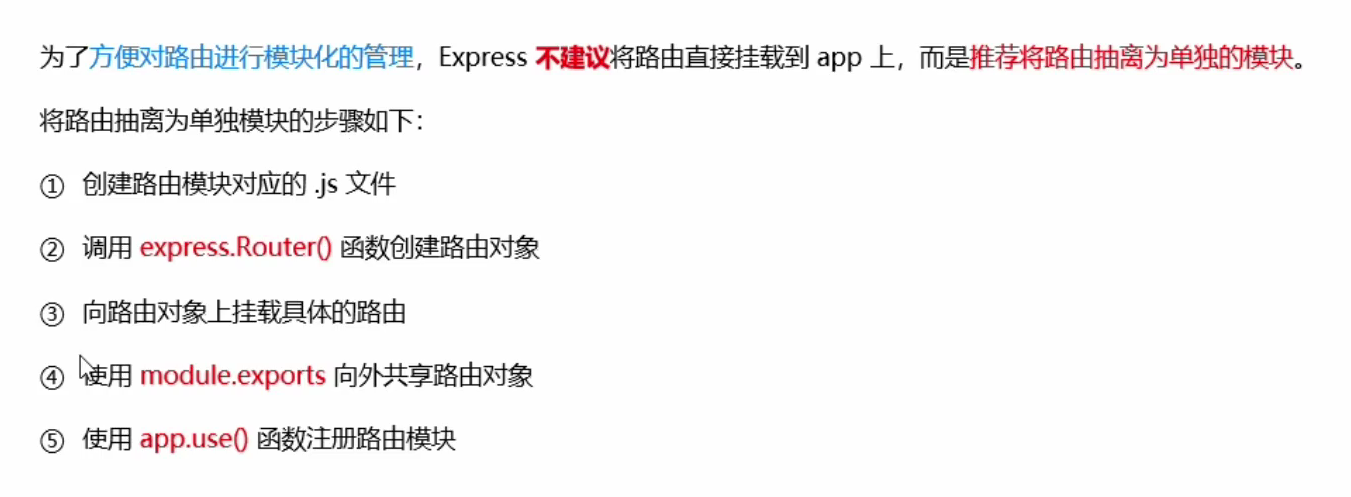 为了方便对路由进行模块化的管理，Express 不建议将路由直接挂载到 app 上，而是推荐将路由抽离为单独的模块。
将路由抽离为单独模块的步骤如下：
① 创建路由模块对应的 .js 文件
② 调用 express.Router() 函数创建路由对象
③ 向路由对象上挂载具体的路由
④ 使用 module.exports 向外共享路由对象
⑤ 使用 app.use() 函数注册路由模块